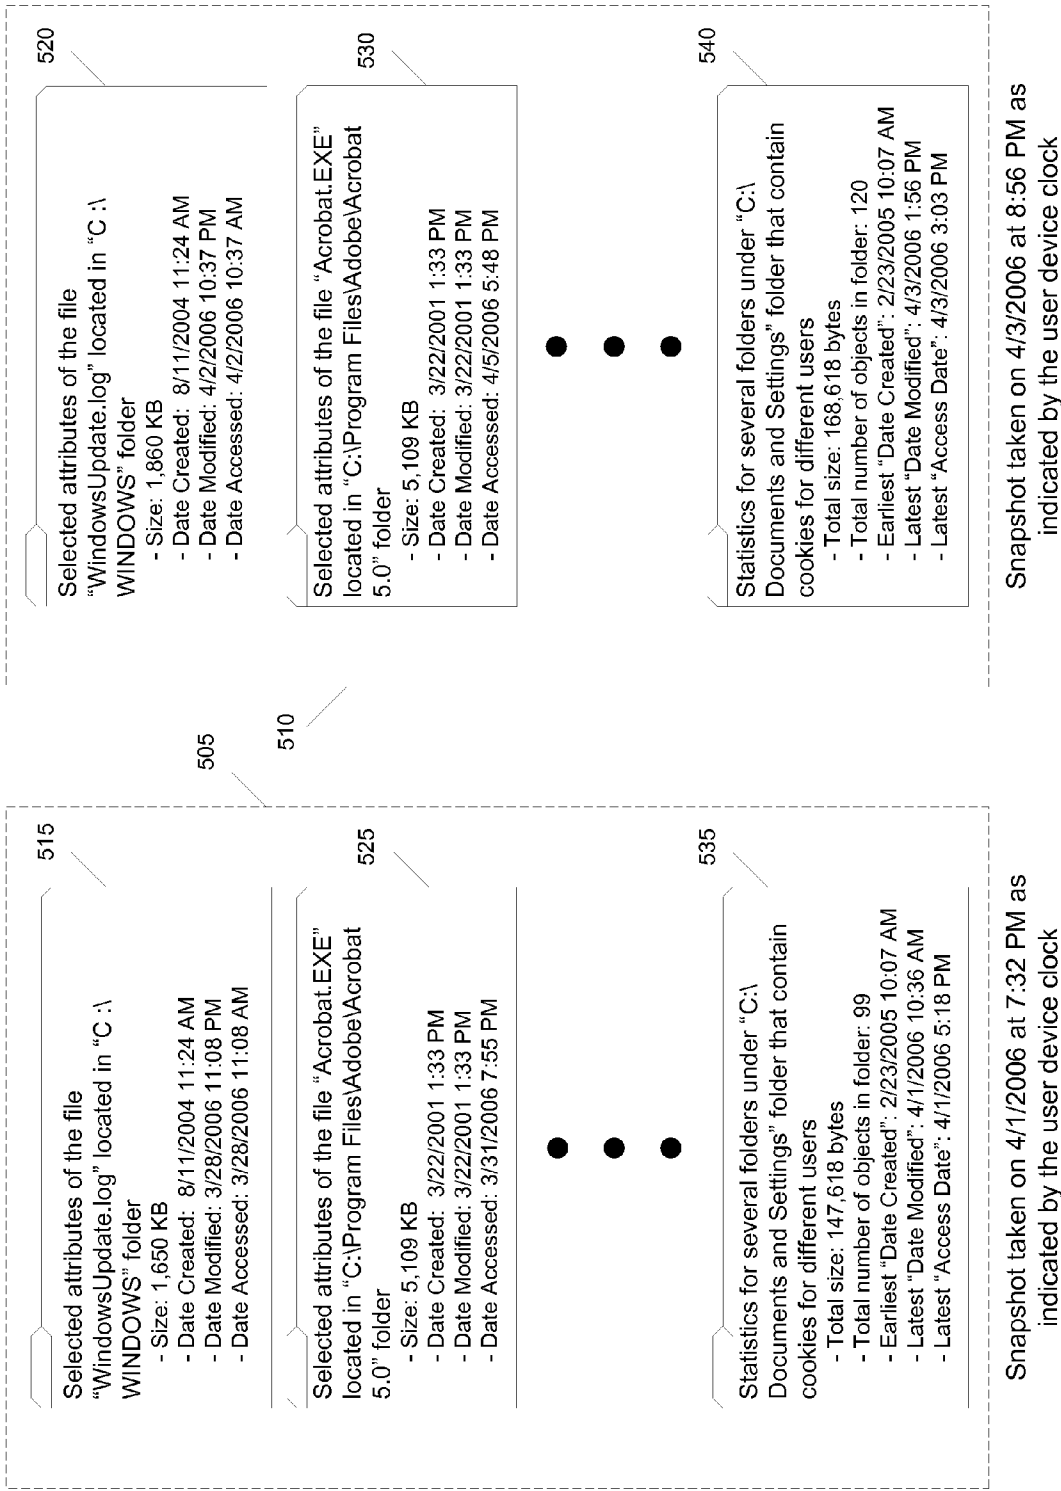 505
515
Selected attributes of the file
“WindowsUpdate.log” located in “C :\
WINDOWS” folder
- Size: 1,650 KB
- Date Created:  8/11/2004 11:24 AM
- Date Modified: 3/28/2006 11:08 PM
- Date Accessed: 3/28/2006 11:08 AM
525
Selected attributes of the file “Acrobat.EXE”
located in “C:\Program Files\Adobe\Acrobat
5.0” folder
- Size: 5,109 KB
- Date Created:  3/22/2001 1:33 PM
- Date Modified: 3/22/2001 1:33 PM
- Date Accessed: 3/31/2006 7:55 PM
535
Statistics for several folders under “C:\
Documents and Settings” folder that contain
cookies for different users
- Total size: 147,618 bytes
- Total number of objects in folder: 99
- Earliest “Date Created”: 2/23/2005 10:07 AM
- Latest “Date Modified”: 4/1/2006 10:36 AM
- Latest “Access Date”: 4/1/2006 5:18 PM
Snapshot taken on 4/1/2006 at 7:32 PM as
indicated by the user device clock
510
520
Selected attributes of the file
“WindowsUpdate.log” located in “C :\
WINDOWS” folder
- Size: 1,860 KB
- Date Created:  8/11/2004 11:24 AM
- Date Modified: 4/2/2006 10:37 PM
- Date Accessed: 4/2/2006 10:37 AM
530
Selected attributes of the file “Acrobat.EXE”
located in “C:\Program Files\Adobe\Acrobat
5.0” folder
- Size: 5,109 KB
- Date Created:  3/22/2001 1:33 PM
- Date Modified: 3/22/2001 1:33 PM
- Date Accessed: 4/5/2006 5:48 PM
540
Statistics for several folders under “C:\
Documents and Settings” folder that contain
cookies for different users
- Total size: 168,618 bytes
- Total number of objects in folder: 120
- Earliest “Date Created”: 2/23/2005 10:07 AM
- Latest “Date Modified”: 4/3/2006 1:56 PM
- Latest “Access Date”: 4/3/2006 3:03 PM
Snapshot taken on 4/3/2006 at 8:56 PM as
indicated by the user device clock